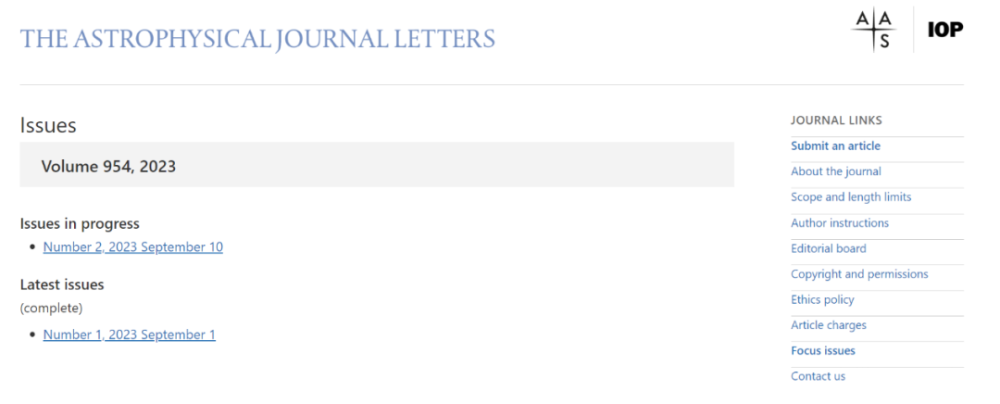 THE ASTROPHYSICAL JOURNAL LETTERS
A A
S
IOP
Issues
Volume 954, 2023
Issues in progress
• Number 2, 2023 September 10
Latest issues
(complete)
• Number 1, 2023 September 1
JOURNAL LINKS
Submit an article
About the journal
Scope and length limits
Author instructions
Editorial board
Copyright and permissions
Ethics policy
Article charges
Focus issues
Contact us